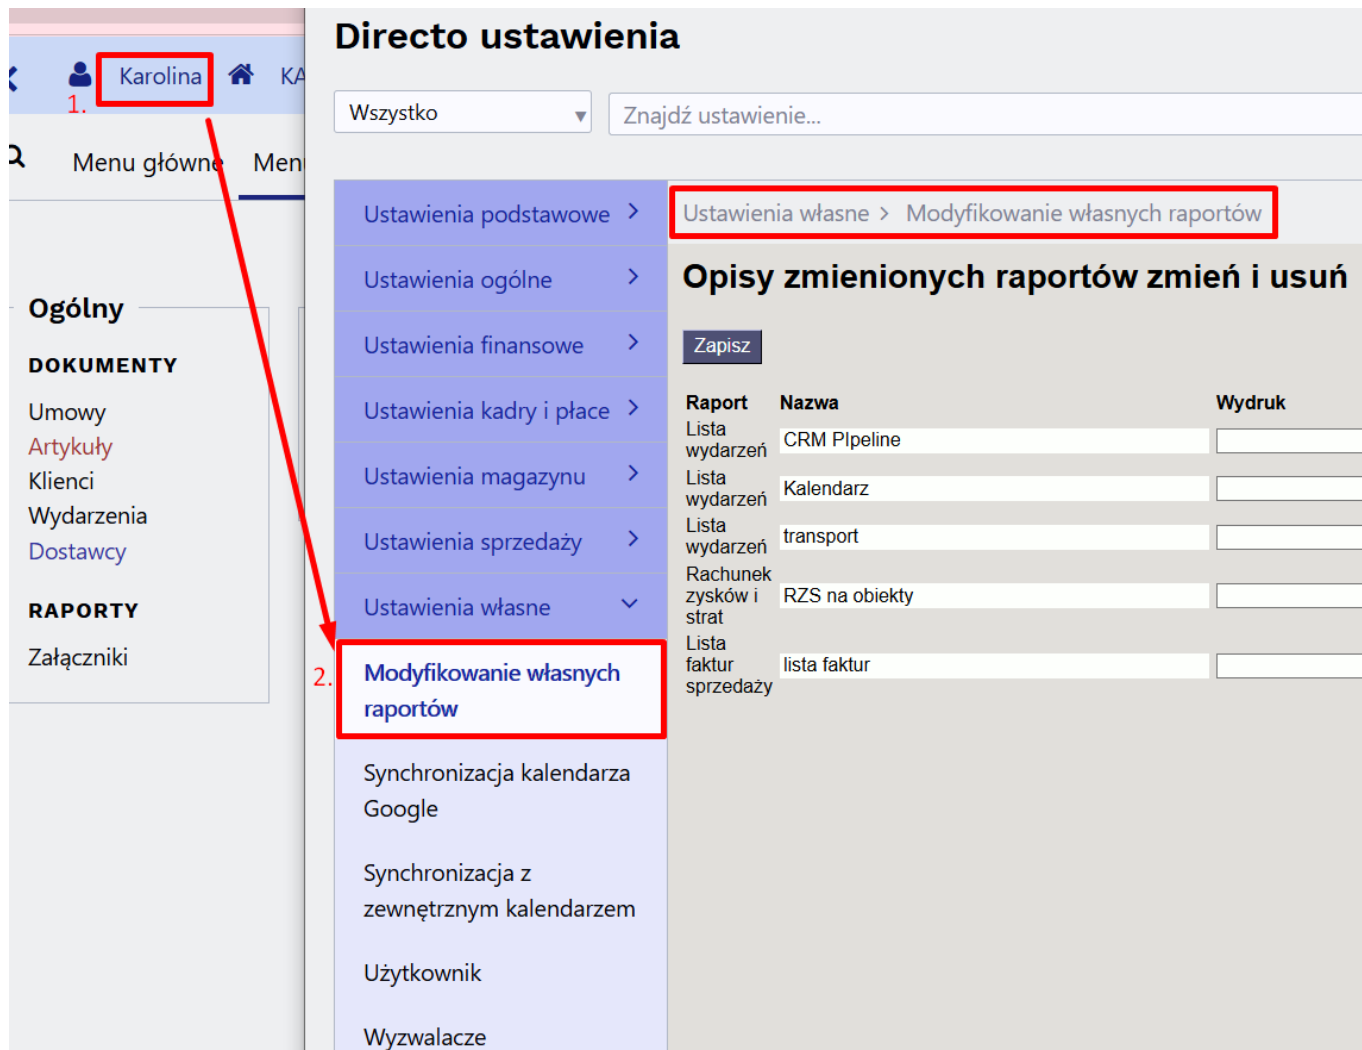 Karolina
KA
1.
Menu główne
Men
Ogólny
DOKUMENTY
Umowy
Artykuły
Klienci
Wydarzenia
Dostawcy
RAPORTY
Załączniki
Directo ustawienia
Wszystko
Znajdź ustawienie...
Ustawienia podstawowe
Ustawienia ogólne
Ustawienia finansowe
Ustawienia kadry i płace
Ustawienia magazynu
Ustawienia sprzedaży
Ustawienia własne
2.
Modyfikowanie własnych
raportów
Synchronizacja kalendarza
Google
Synchronizacja z
zewnętrznym kalendarzem
Użytkownik
Wyzwalacze
Ustawienia własne > Modyfikowanie własnych raportów
Opisy zmienionych raportów zmień i usuń
Zapisz
Raport Nazwa Wydruk
Lista
wydarzeń
CRM PIpeline
Lista
wydarzeń
Kalendarz
Lista
wydarzeń
transport
Rachunek
zysków i
strat
RZS na obiekty
Lista
faktur
sprzedaży
lista faktur